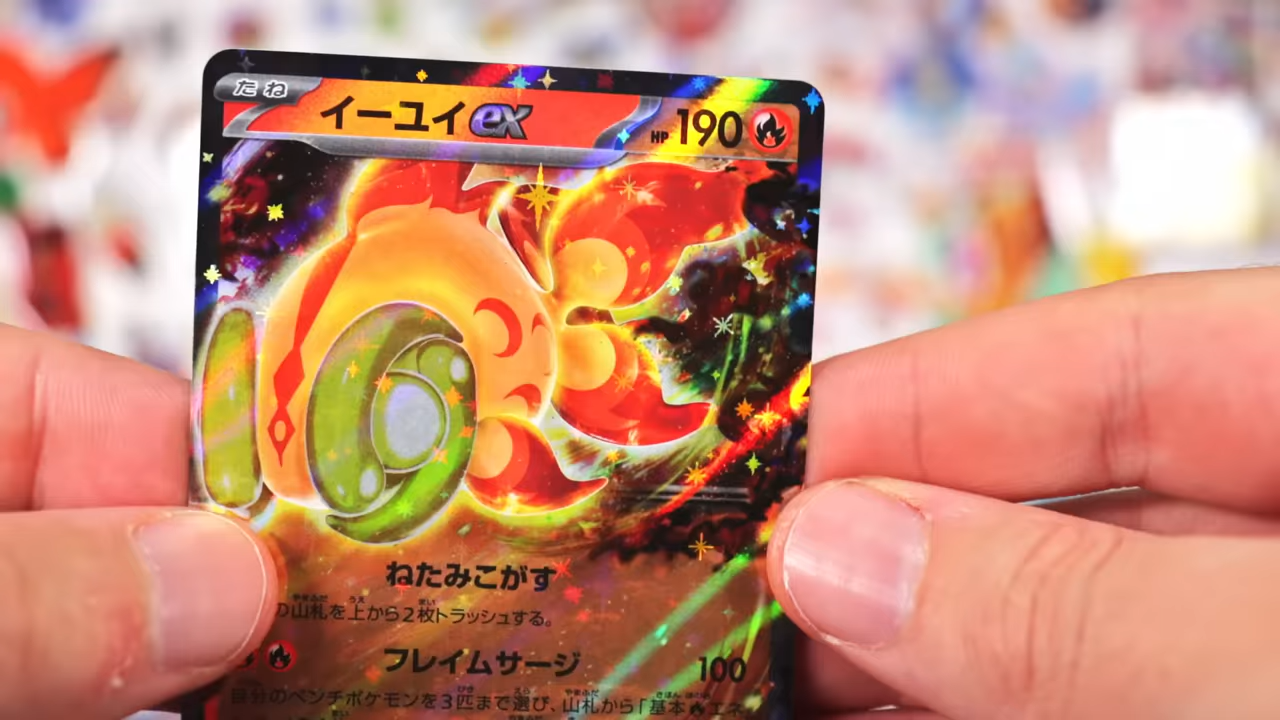 たね
イーユイex
HP 190
ねたみこがす
の山札を上から2枚トラッシュする。
フレイムサージ 100
自分のベンチポケモンを3匹まで選び、山札から「基本 エネ